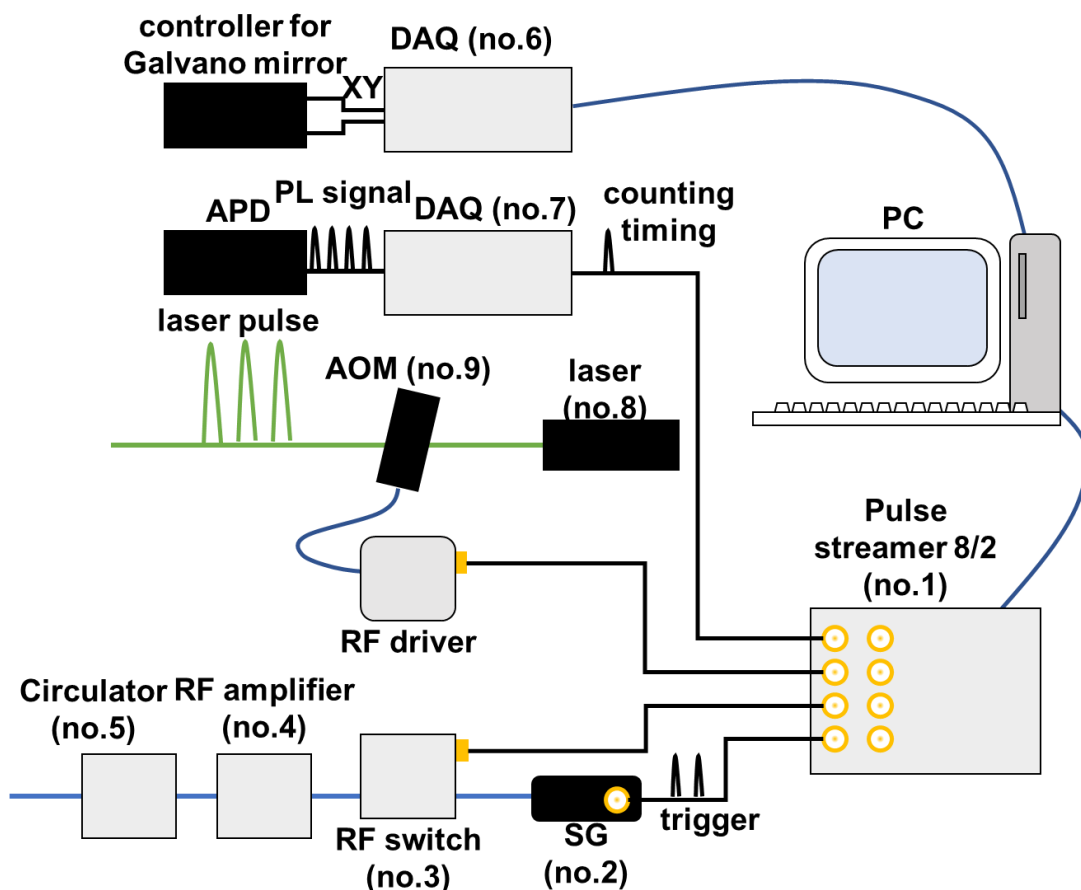 controller for
Galvano mirror
XY
DAQ (no.6)
APD
PL signal
DAQ (no.7)
counting
timing
PC
laser pulse
AOM (no.9)
laser
(no.8)
Pulse
streamer 8/2
(no.1)
RF driver
Circulator
(no.5)
RF amplifier
(no.4)
RF switch
(no.3)
SG
(no.2)
trigger